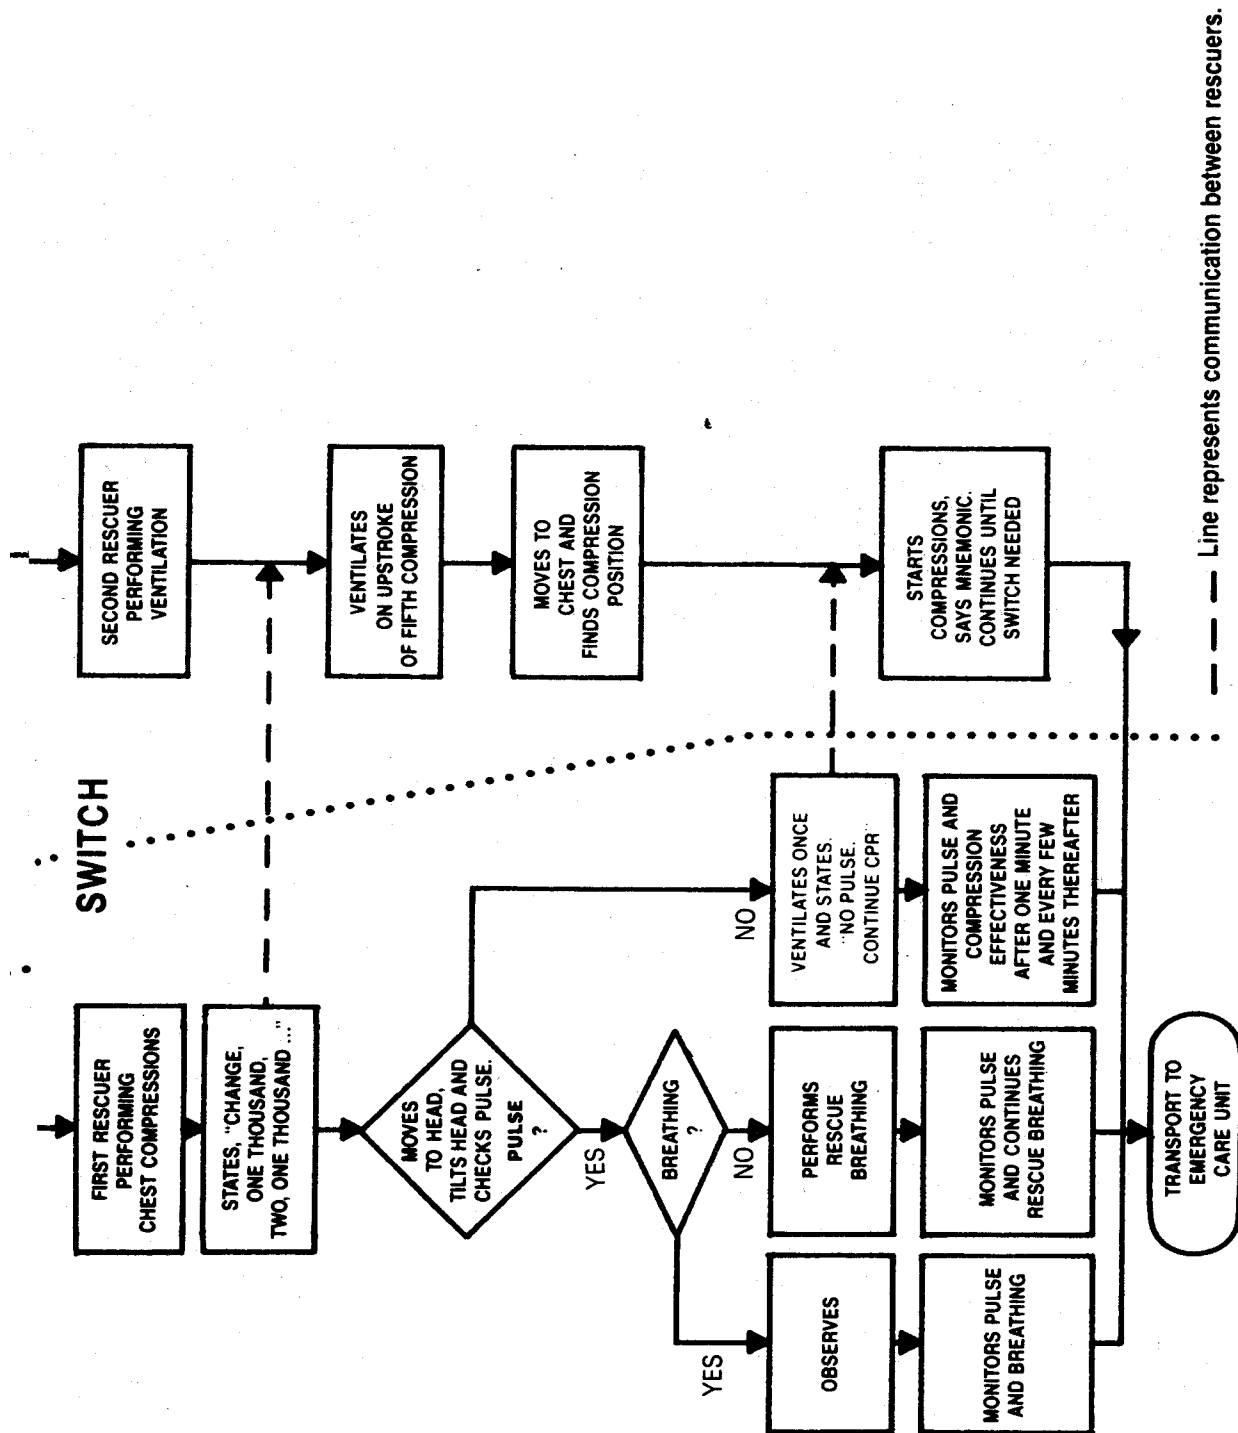 SWITCH
FIRST RESCUER
PERFORMING
CHEST COMPRESSIONS
STATES, "CHANGE,
ONE THOUSAND,
TWO, ONE THOUSAND ..."
MOVES
TO HEAD,
TILTS HEAD AND
CHECKS PULSE.
PULSE
?
YES
NO
BREATHING
?
YES
NO
OBSERVES
MONITORS PULSE
AND BREATHING
PERFORMS
RESCUE
BREATHING
MONITORS PULSE
AND CONTINUES
RESCUE BREATHING
VENTILATES ONCE
AND STATES.
"NO PULSE.
CONTINUE CPR"
MONITORS PULSE AND
COMPRESSION
EFFECTIVENESS
AFTER ONE MINUTE
AND EVERY FEW
MINUTES THEREAFTER
SECOND RESCUER
PERFORMING
VENTILATION
VENTILATES
ON UPSTROKE
OF FIFTH COMPRESSION
MOVES TO
CHEST AND
FINDS COMPRESSION
POSITION
STARTS
COMPRESSIONS,
SAYS MNEMONIC.
CONTINUES UNTIL
SWITCH NEEDED
TRANSPORT TO
EMERGENCY
CARE UNIT
Line represents communication between rescuers.